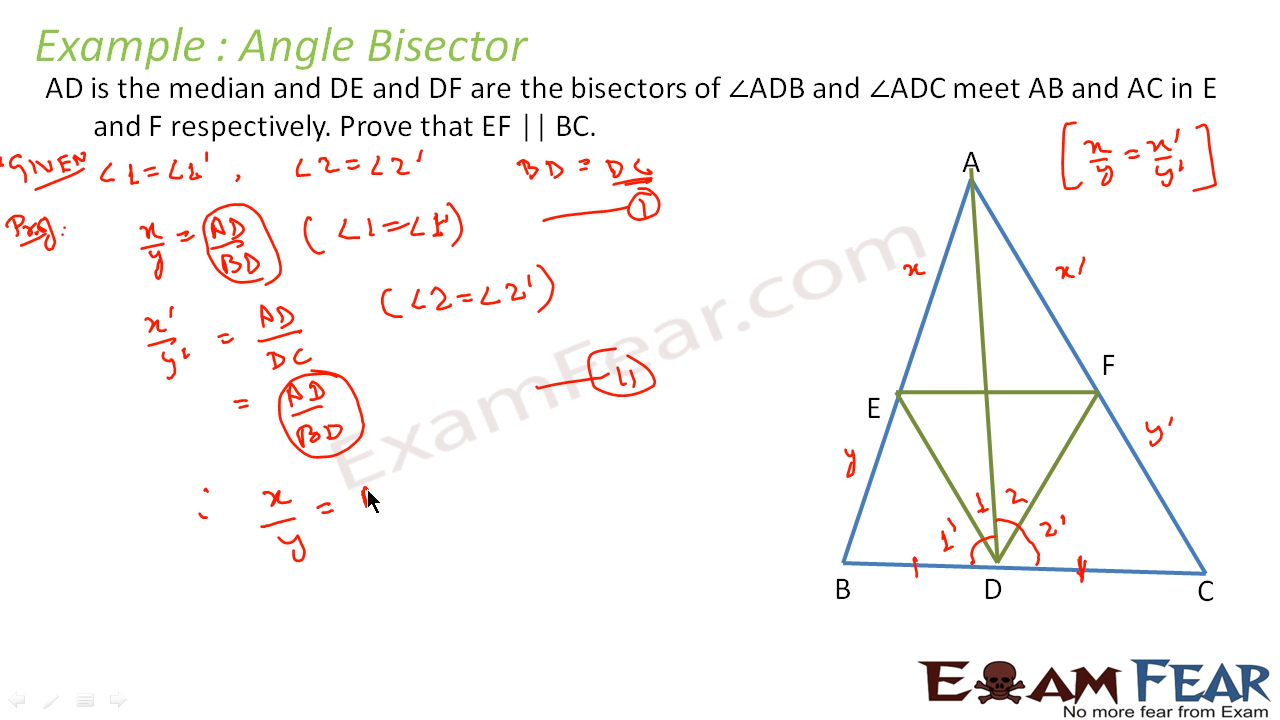 Example : Angle Bisector
AD is the median and DE and DF are the bisectors of ∠ADB and ∠ADC meet AB and AC in E
and F respectively. Prove that EF || BC.
GIVEN ∠1=∠1', ∠2=∠2' BD = DC
[x/y = x'/y']
I
Proof: x/y = AD/BD (∠1=∠1')
x'/y' = AD/DC (∠2=∠2')
= AD/BD II
∴ x/y =
A
x x'
E F
y y'
1' 1 2 2'
B D C
ExamFear.com
EXAM FEAR
No more fear from Exam